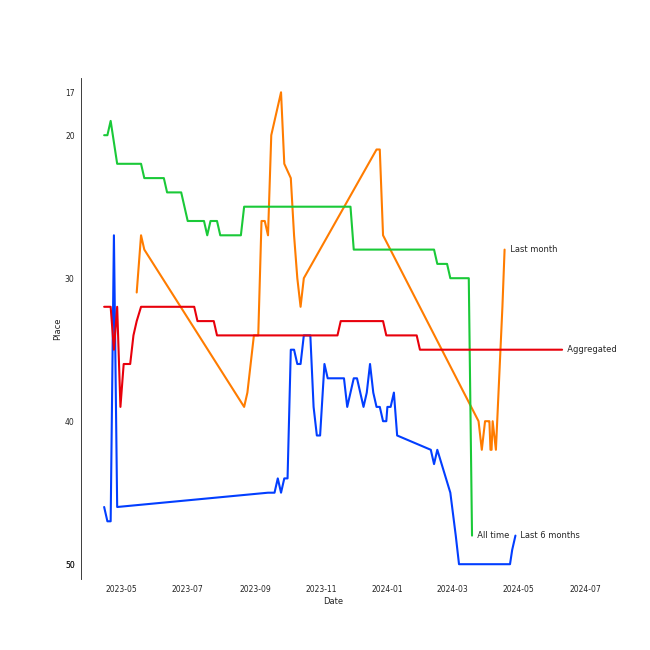 17
20
30
40
50
Place
Last month
Aggregated
All time
Last 6 months
2023-05
2023-07
2023-09
2023-11
2024-01
2024-03
2024-05
2024-07
Date